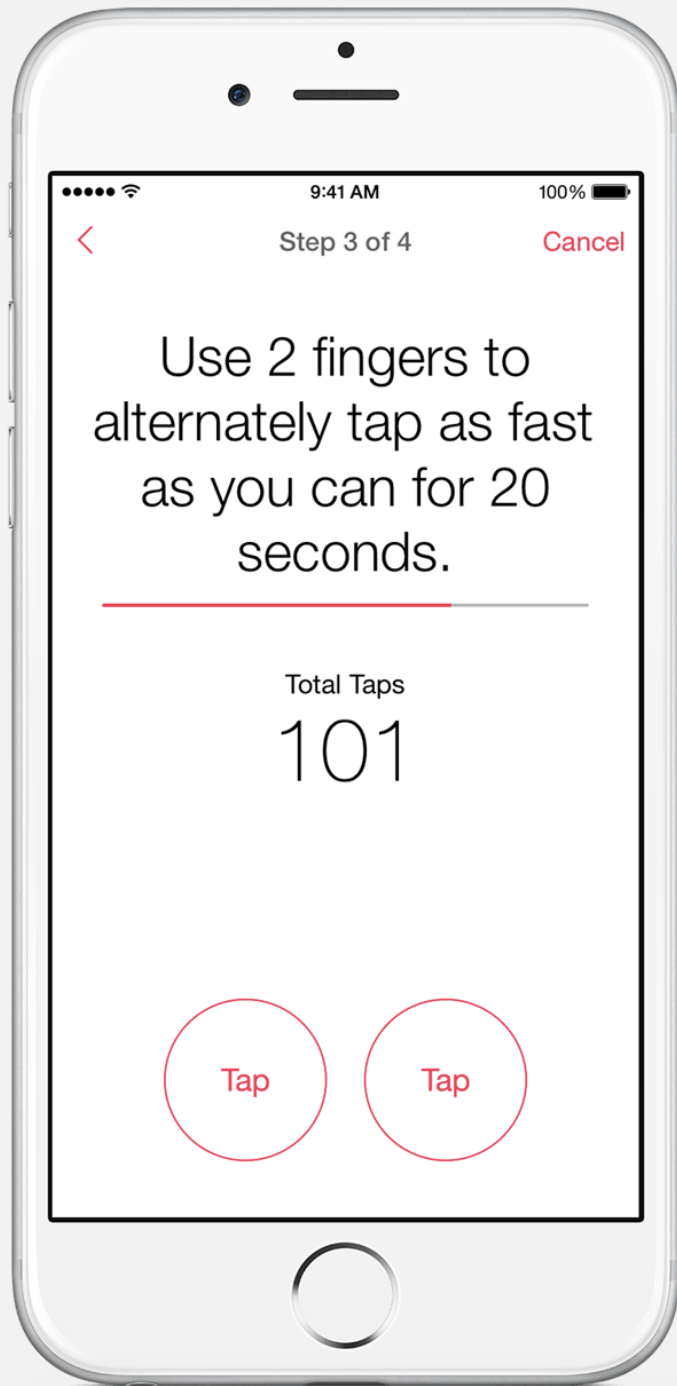 9:41 AM 100%
Step 3 of 4 Cancel
Use 2 fingers to
alternately tap as fast
as you can for 20
seconds.
Total Taps
101
Tap Tap